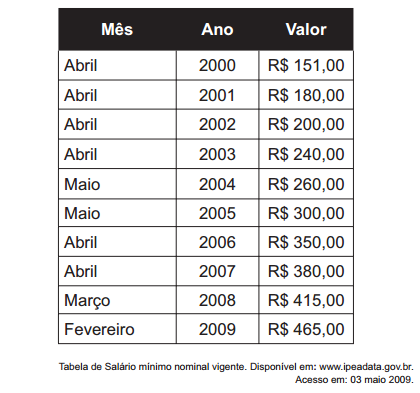 Mês Ano Valor
Abril 2000 R$ 151,00
Abril 2001 R$ 180,00
Abril 2002 R$ 200,00
Abril 2003 R$ 240,00
Maio 2004 R$ 260,00
Maio 2005 R$ 300,00
Abril 2006 R$ 350,00
Abril 2007 R$ 380,00
Março 2008 R$ 415,00
Fevereiro 2009 R$ 465,00
Tabela de Salário mínimo nominal vigente. Disponível em: www.ipeadata.gov.br.
Acesso em: 03 maio 2009.